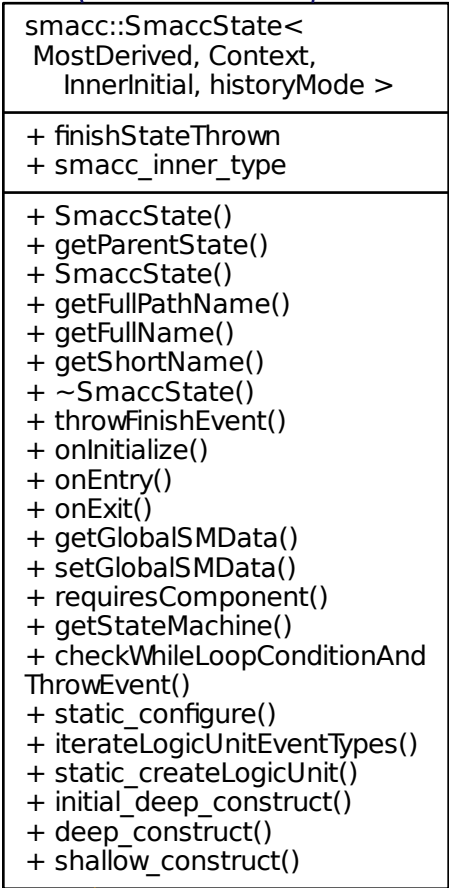 smacc::SmaccState<
MostDerived, Context,
InnerInitial, historyMode >
+ finishStateThrown
+ smacc_inner_type
+ SmaccState()
+ getParentState()
+ SmaccState()
+ getFullPathName()
+ getFullName()
+ getShortName()
+ ~SmaccState()
+ throwFinishEvent()
+ onInitialize()
+ onEntry()
+ onExit()
+ getGlobalSMData()
+ setGlobalSMData()
+ requiresComponent()
+ getStateMachine()
+ checkWhileLoopConditionAnd
ThrowEvent()
+ static_configure()
+ iterateLogicUnitEventTypes()
+ static_createLogicUnit()
+ initial_deep_construct()
+ deep_construct()
+ shallow_construct()